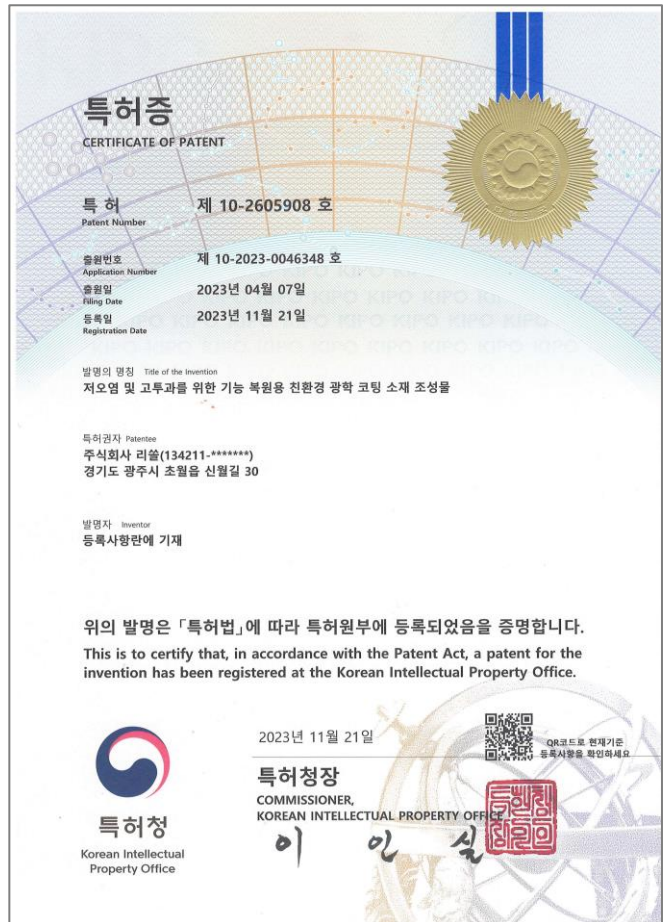 특허증
CERTIFICATE OF PATENT
특 허 제 10-2605908 호
Patent Number
출원번호 제 10-2023-0046348 호
Application Number
출원일 2023년 04월 07일
Filing Date
등록일 2023년 11월 21일
Registration Date
발명의 명칭 Title of the Invention
저오염 및 고투과를 위한 기능 복원용 친환경 광학 코팅 소재 조성물
특허권자 Patentee
주식회사 리쏠(134211-*******)
경기도 광주시 초월읍 신월길 30
발명자 Inventor
등록사항란에 기재
위의 발명은 「특허법」에 따라 특허원부에 등록되었음을 증명합니다.
This is to certify that, in accordance with the Patent Act, a patent for the
invention has been registered at the Korean Intellectual Property Office.
2023년 11월 21일
QR코드로 현재기준
등록사항을 확인하세요
특허청장
COMMISSIONER,
KOREAN INTELLECTUAL PROPERTY OFFICE
이 인 실
특허청
Korean Intellectual
Property Office